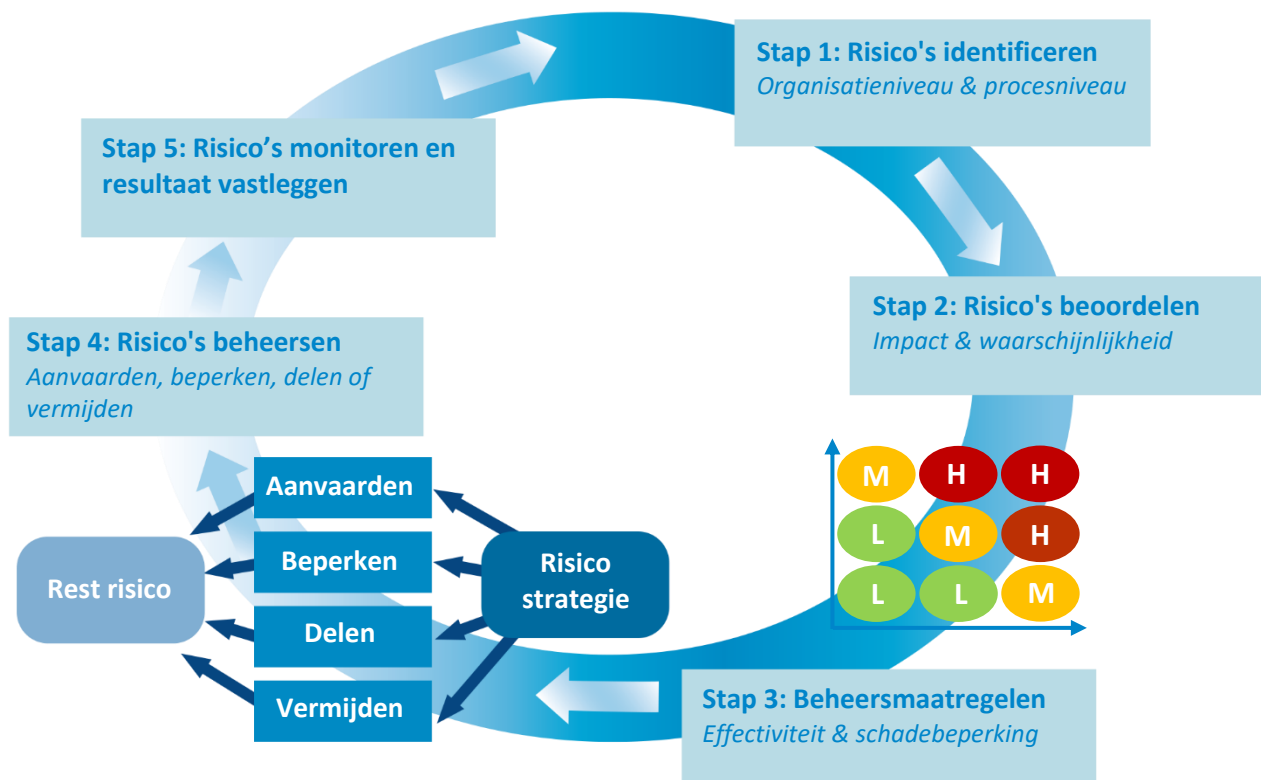 Stap 1: Risico's identificeren
Organisatieniveau & procesniveau
Stap 5: Risico’s monitoren en
resultaat vastleggen
Stap 2: Risico's beoordelen
Impact & waarschijnlijkheid
Stap 4: Risico's beheersen
Aanvaarden, beperken, delen of
vermijden
M H H
L M H
L L M
Aanvaarden
Beperken
Delen
Vermijden
Rest risico
Risico
strategie
Stap 3: Beheersmaatregelen
Effectiviteit & schadebeperking